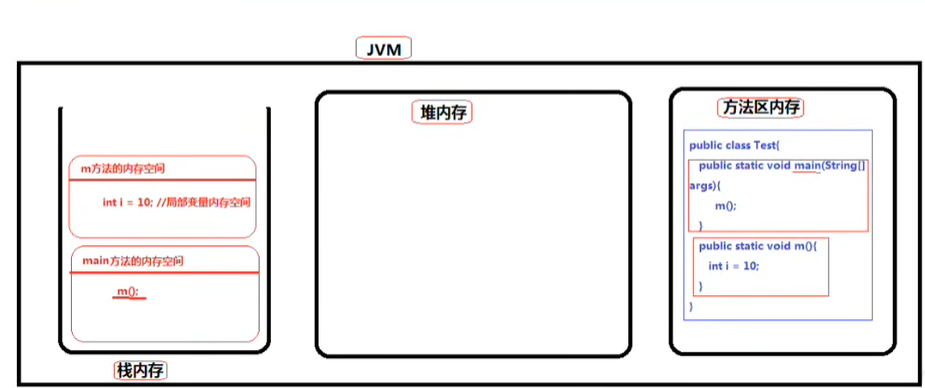 JVM
m方法的内存空间
int i = 10; //局部变量内存空间
main方法的内存空间
m();
栈内存
堆内存
方法区内存
public class Test{
public static void main(String[]
args){
m();
}
public static void m(){
int i = 10;
}
}